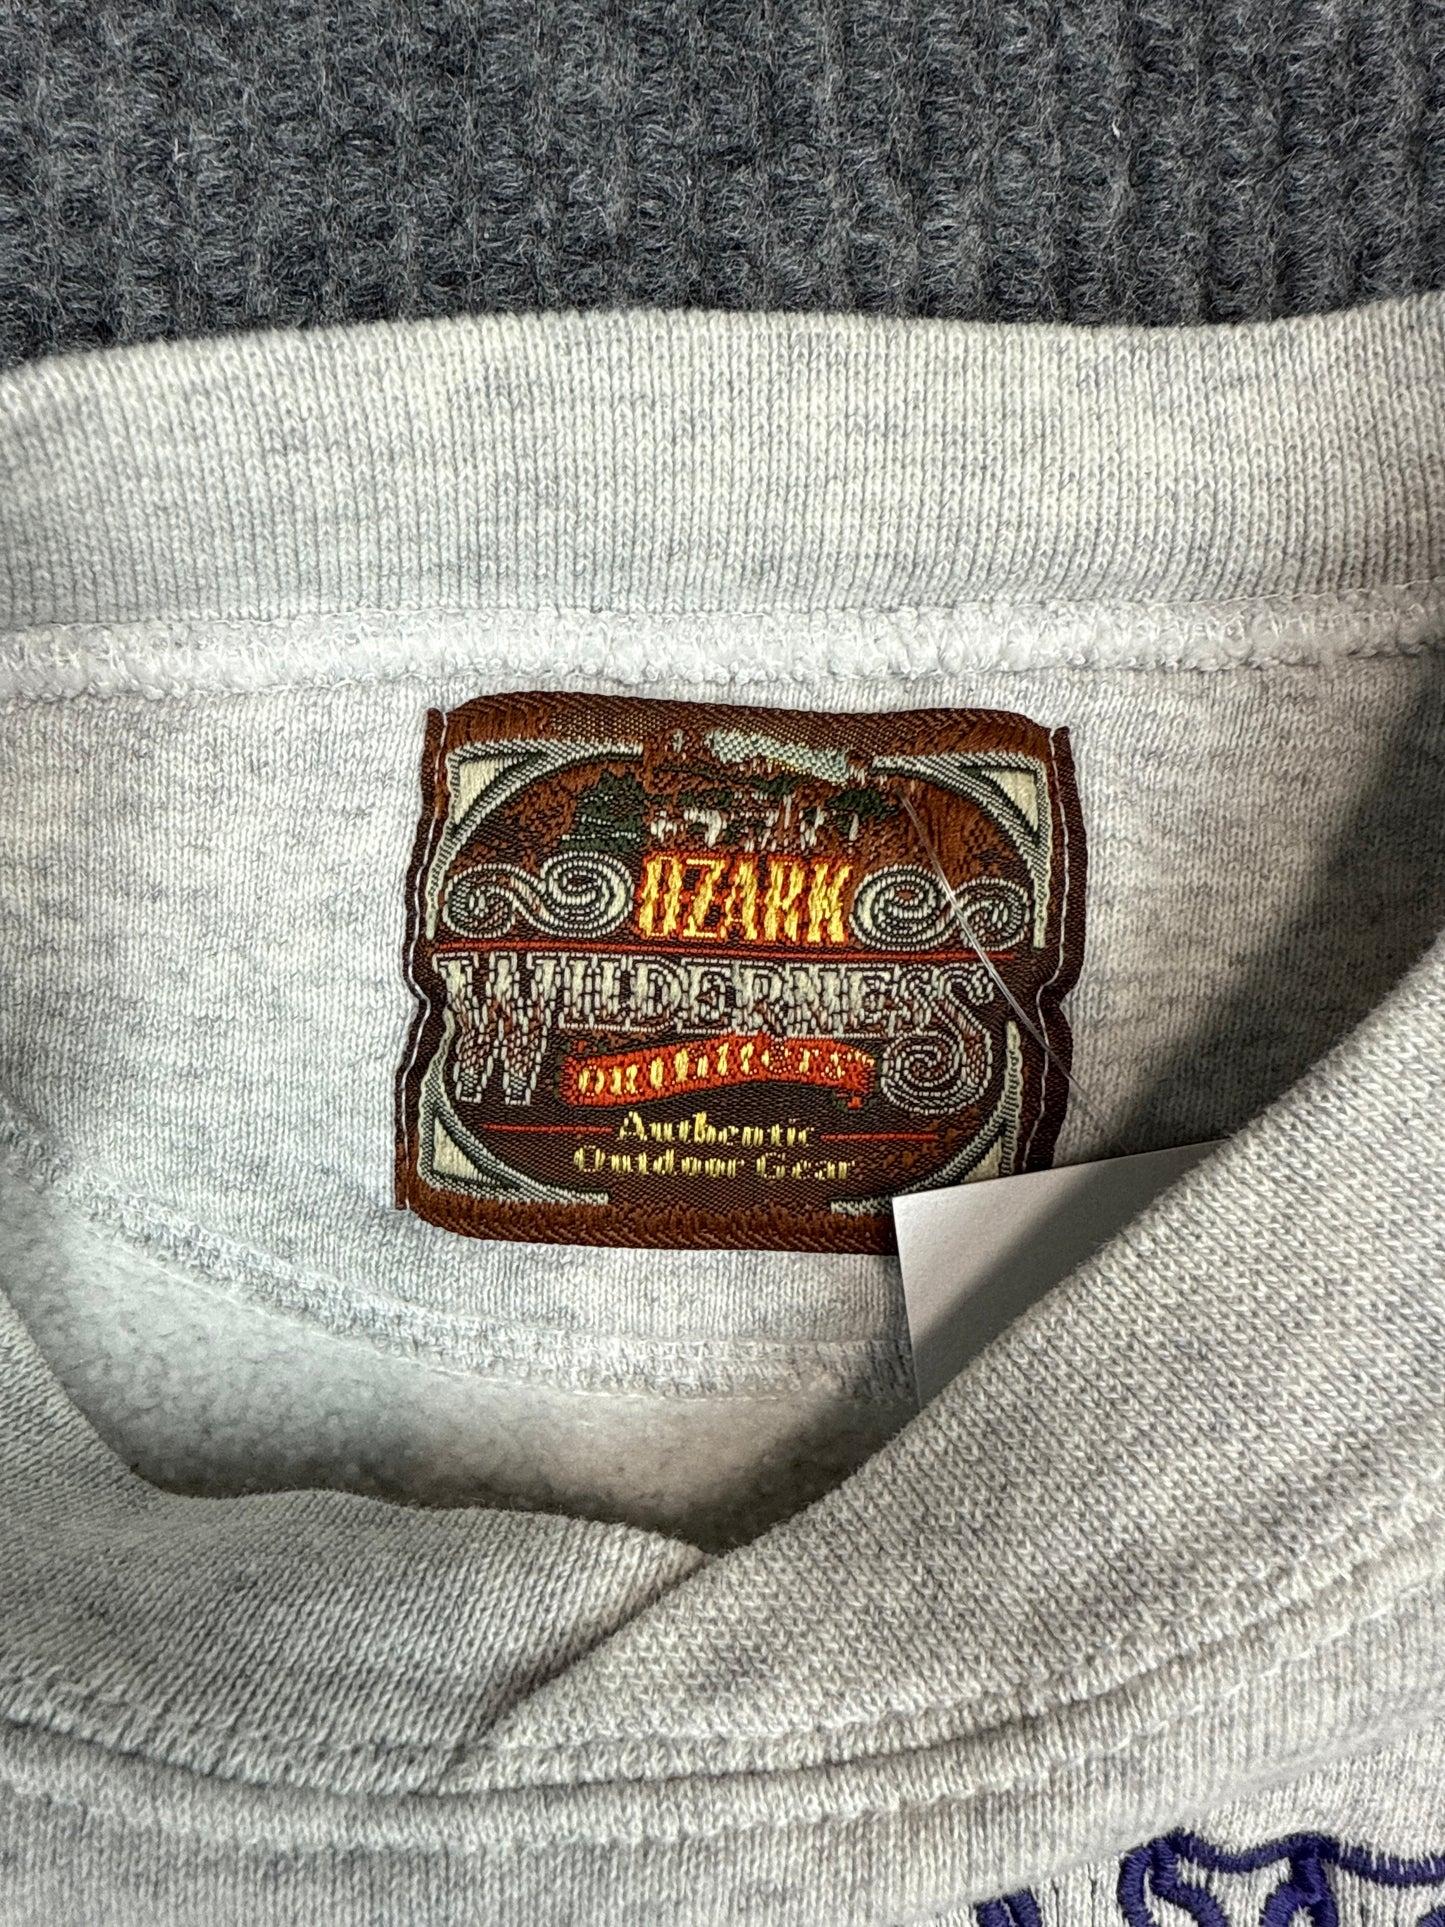 OZARK
WILDERNESS
OUTFITTERS
Authentic
Outdoor Gear